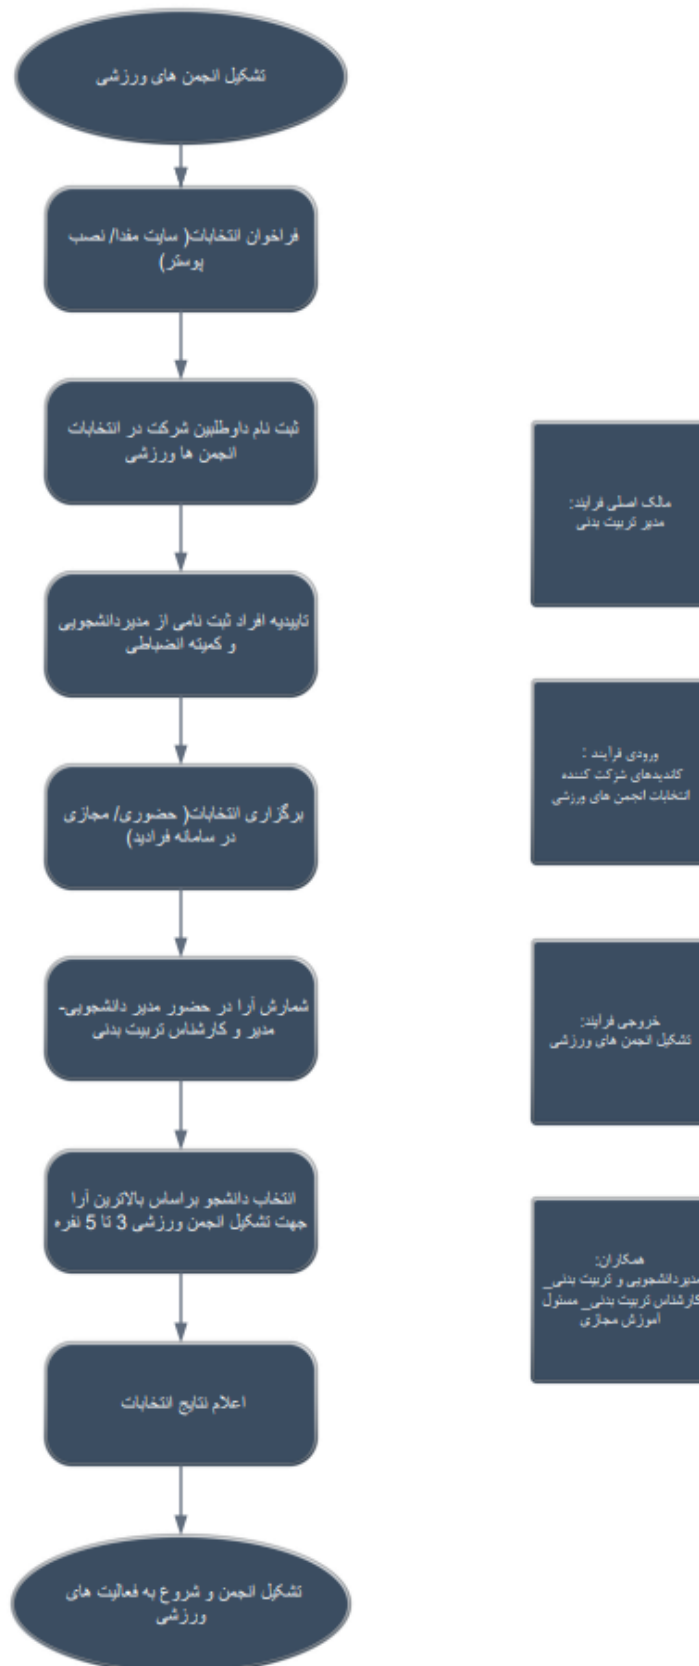 تشکیل انجمن های ورزشی
فراخوان انتخابات( سایت مفدا/ نصب
پوستر)
ثبت نام داوطلبین شرکت در انتخابات
انجمن ها ورزشی
تاییدیه افراد ثبت نامی از مدیردانشجویی
و کمیته انضباطی
برگزاری انتخابات( حضوری/ مجازی
در سامانه فرادید)
شمارش آرا در حضور مدیر دانشجویی-
مدیر و کارشناس تربیت بدنی
انتخاب دانشجو براساس بالاترین آرا
جهت تشکیل انجمن ورزشی 3 تا 5 نفره
اعلام نتایج انتخابات
تشکیل انجمن و شروع به فعالیت های
ورزشی
مالک اصلی فرآیند:
مدیر تربیت بدنی
ورودی فرآیند :
کاندیدهای شرکت کننده
انتخابات انجمن های ورزشی
خروجی فرآیند:
تشکیل انجمن های ورزشی
همکاران:
مدیردانشجویی و تربیت بدنی_
کارشناس تربیت بدنی_ مسئول
آموزش مجازی